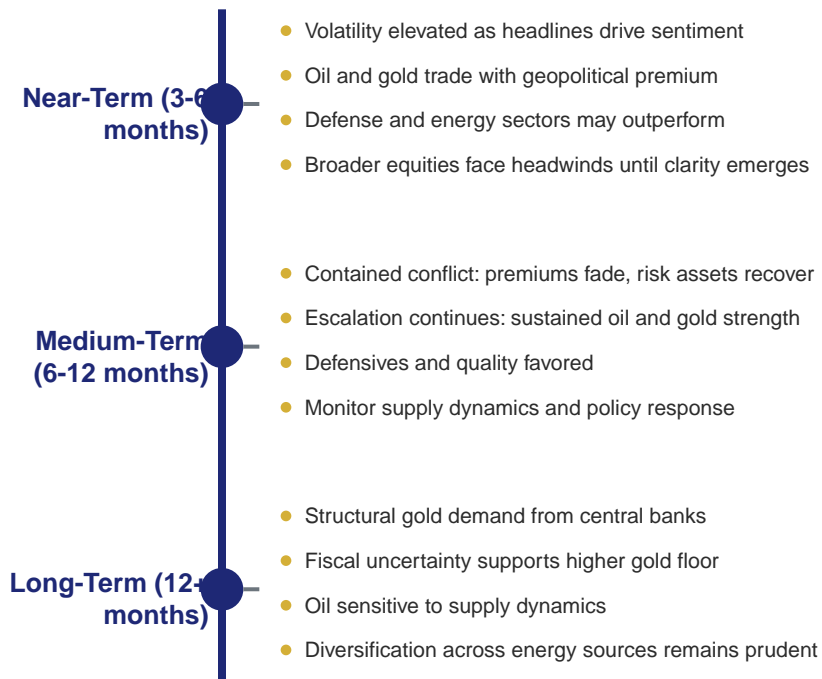 Near-Term (3-6
months)
Volatility elevated as headlines drive sentiment
Oil and gold trade with geopolitical premium
Defense and energy sectors may outperform
Broader equities face headwinds until clarity emerges
Medium-Term
(6-12 months)
Contained conflict: premiums fade, risk assets recover
Escalation continues: sustained oil and gold strength
Defensives and quality favored
Monitor supply dynamics and policy response
Long-Term (12+
months)
Structural gold demand from central banks
Fiscal uncertainty supports higher gold floor
Oil sensitive to supply dynamics
Diversification across energy sources remains prudent